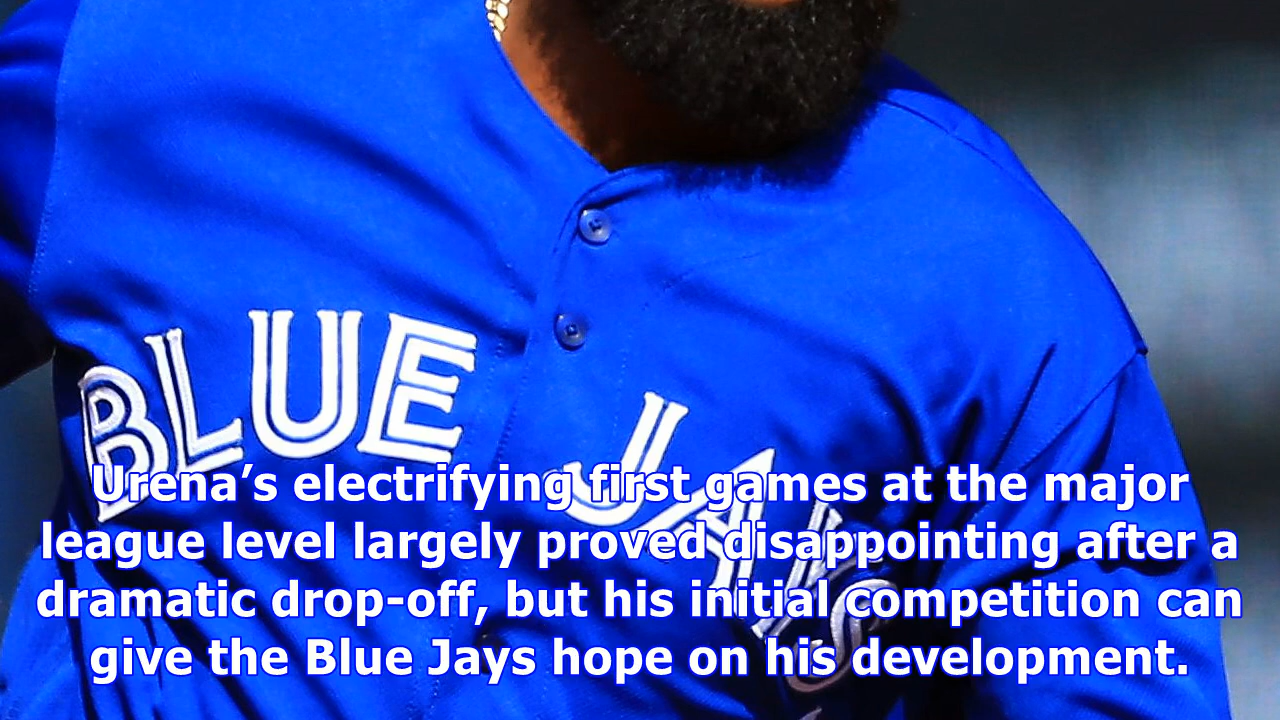 BLUE JAYS
Urena’s electrifying first games at the major
league level largely proved disappointing after a
dramatic drop-off, but his initial competition can
give the Blue Jays hope on his development.